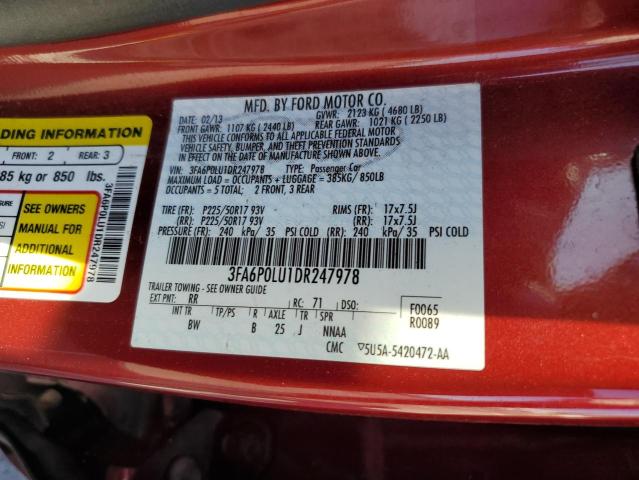 MFD. BY FORD MOTOR CO.
DATE: 02/13 GVWR: 2123 KG ( 4680 LB)
FRONT GAWR: 1107 KG ( 2440 LB) REAR GAWR: 1021 KG ( 2250 LB)
THIS VEHICLE CONFORMS TO ALL APPLICABLE FEDERAL MOTOR
VEHICLE SAFETY, BUMPER, AND THEFT PREVENTION STANDARDS
IN EFFECT ON THE DATE OF MANUFACTURE SHOWN ABOVE.
VIN: 3FA6P0LU1DR247978 TYPE: Passenger Car
MAXIMUM LOAD = OCCUPANTS + LUGGAGE = 385KG/ 850LB
OCCUPANTS = 5 TOTAL: 2 FRONT, 3 REAR
TIRE (FR): P225/50R17 93V RIMS (FR): 17x7.5J
(RR): P225/50R17 93V (RR): 17x7.5J
PRESSURE (FR): 240 kPa/ 35 PSI COLD (RR): 240 kPa/ 35 PSI COLD
3FA6P0LU1DR247978
TRAILER TOWING - SEE OWNER GUIDE
EXT PNT: RR RC: 71 DSO: F0065
R0089
INT TR TP/PS R AXLE TR SPR
BW B 25 J NNAA
CMC ▽5U5A-5420472-AA
DING INFORMATION
FRONT: 2 REAR: 3
85 kg or 850 lbs.
SEE OWNERS
MANUAL FOR
ADDITIONAL
INFORMATION
3FA6P0LU1DR247978